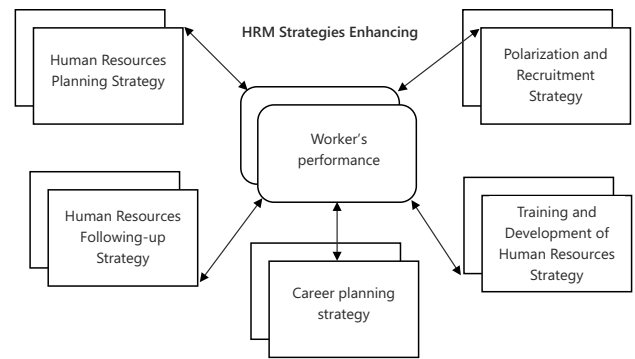 HRM Strategies Enhancing
Human Resources
Planning Strategy
Polarization and
Recruitment
Strategy
Worker's
performance
Human Resources
Following-up
Strategy
Training and
Development of
Human Resources
Strategy
Career planning
strategy